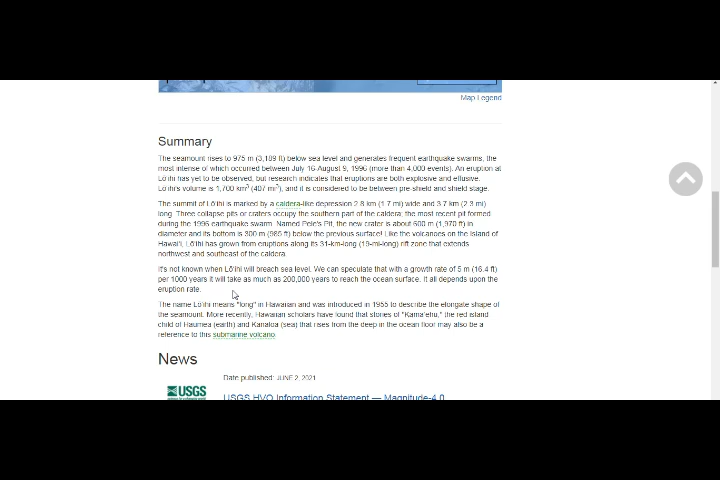 Map Legend
Summary
The seamount rises to 975 m (3,189 ft) below sea level and generates frequent earthquake swarms, the
most intense of which occurred between July 16-August 9, 1996 (more than 4,000 events). An eruption at
Lō'ihi has yet to be observed, but research indicates that eruptions are both explosive and effusive.
Lō'ihi's volume is 1,700 km³ (407 mi³), and it is considered to be between pre-shield and shield stage.
The summit of Lō'ihi is marked by a caldera-like depression 2.8 km (1.7 mi) wide and 3.7 km (2.3 mi)
long. Three collapse pits or craters occupy the southern part of the caldera; the most recent pit formed
during the 1996 earthquake swarm. Named Pele's Pit, the new crater is about 600 m (1,970 ft) in
diameter and its bottom is 300 m (985 ft) below the previous surface! Like the volcanoes on the Island of
Hawai'i, Lō'ihi has grown from eruptions along its 31-km-long (19-mi-long) rift zone that extends
northwest and southeast of the caldera.
It's not known when Lō'ihi will breach sea level. We can speculate that with a growth rate of 5 m (16.4 ft)
per 1000 years it will take as much as 200,000 years to reach the ocean surface. It all depends upon the
eruption rate.
The name Lō'ihi means "long" in Hawaiian and was introduced in 1955 to describe the elongate shape of
the seamount. More recently, Hawaiian scholars have found that stories of "Kama'ehu," the red island
child of Haumea (earth) and Kanaloa (sea) that rises from the deep in the ocean floor may also be a
reference to this submarine volcano.
News
Date published: JUNE 2, 2021
USGS
USGS HVO Information Statement — Magnitude-4.0